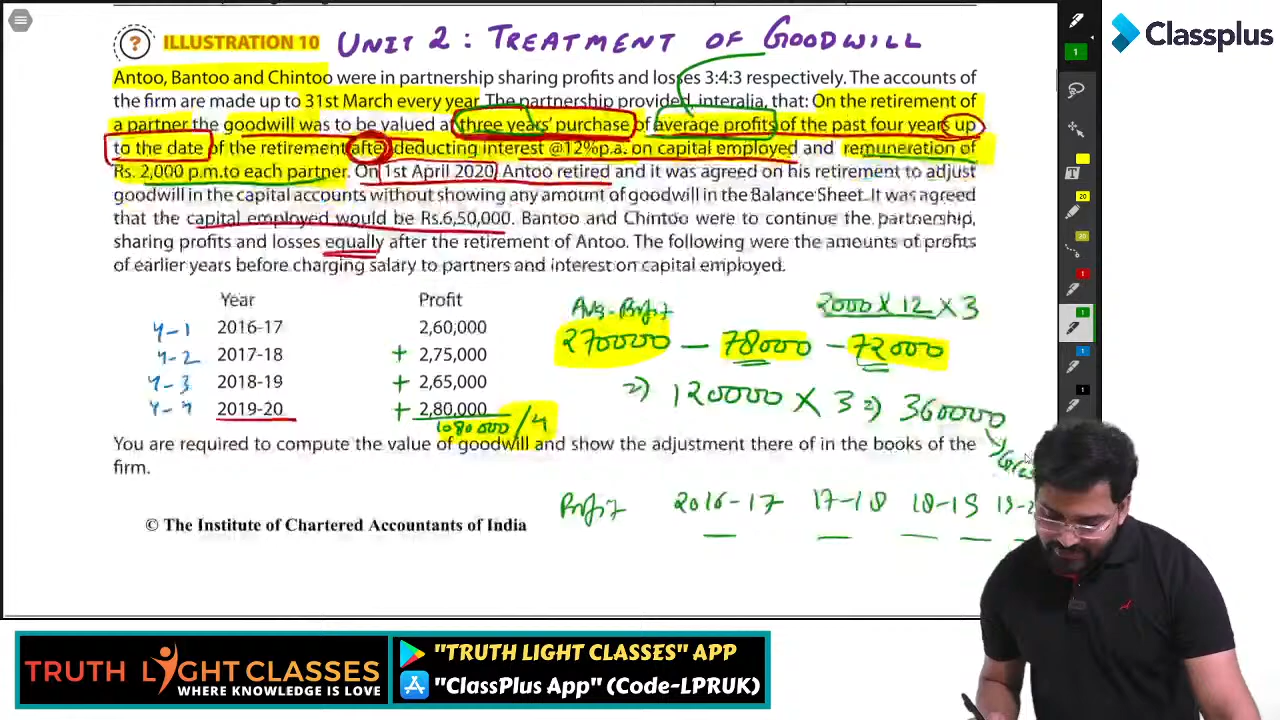 ILLUSTRATION 10 UNIT 2 : TREATMENT OF GOODWILL
Antoo, Bantoo and Chintoo were in partnership sharing profits and losses 3:4:3 respectively. The accounts
of the firm are made up to 31st March every year. The partnership provided, interalia, that: On the retirement of
a partner the goodwill was to be valued at three years' purchase of average profits of the past four years up
to the date of the retirement after deducting interest @12%p.a. on capital employed and remuneration of
Rs. 2,000 p.m.to each partner. On 1st April 2020, Antoo retired and it was agreed on his retirement to adjust
goodwill in the capital accounts without showing any amount of goodwill in the Balance Sheet. It was agreed
that the capital employed would be Rs.6,50,000. Bantoo and Chintoo were to continue the partnership,
sharing profits and losses equally after the retirement of Antoo. The following were the amounts of profits
of earlier years before charging salary to partners and interest on capital employed.
Year Profit
Y-1 2016-17 2,60,000
Y-2 2017-18 + 2,75,000
Y-3 2018-19 + 2,65,000
Y-4 2019-20 + 2,80,000
1080000/4
Avg. Profit 2000 X 12 X 3
270000 - 78000 - 72000
120000 X 3 360000
You are required to compute the value of goodwill and show the adjustment there of in the books of the
firm.
Profit 2016-17 17-18 18-19
© The Institute of Chartered Accountants of India
Classplus
TRUTH LIGHT CLASSES
WHERE KNOWLEDGE IS LOVE
"TRUTH LIGHT CLASSES" APP
"ClassPlus App" (Code-LPRUK)